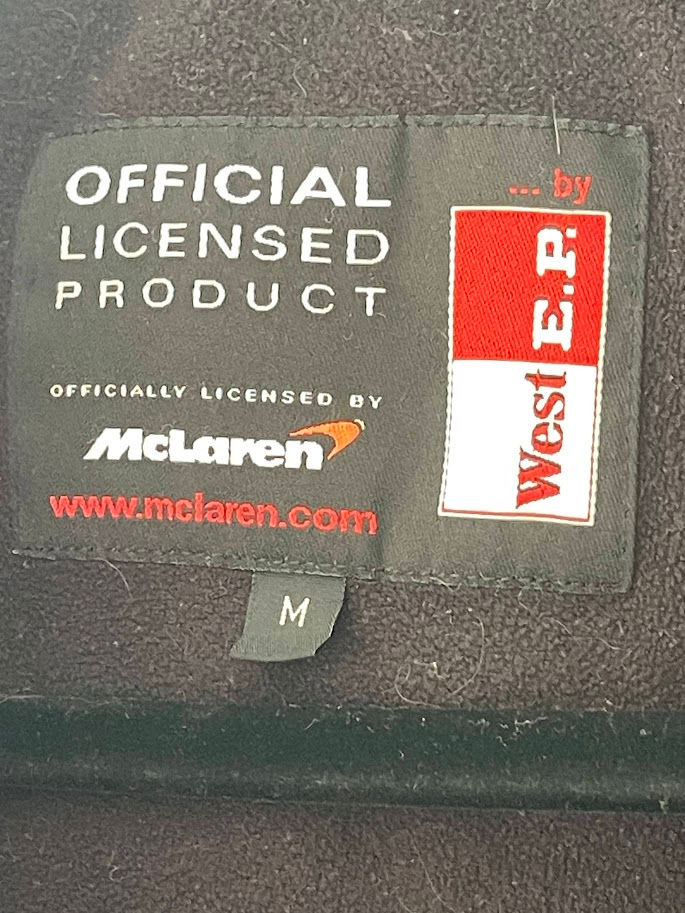 OFFICIAL
LICENSED
PRODUCT
OFFICIALLY LICENSED BY
McLaren
www.mclaren.com
... by
West E.P.
M